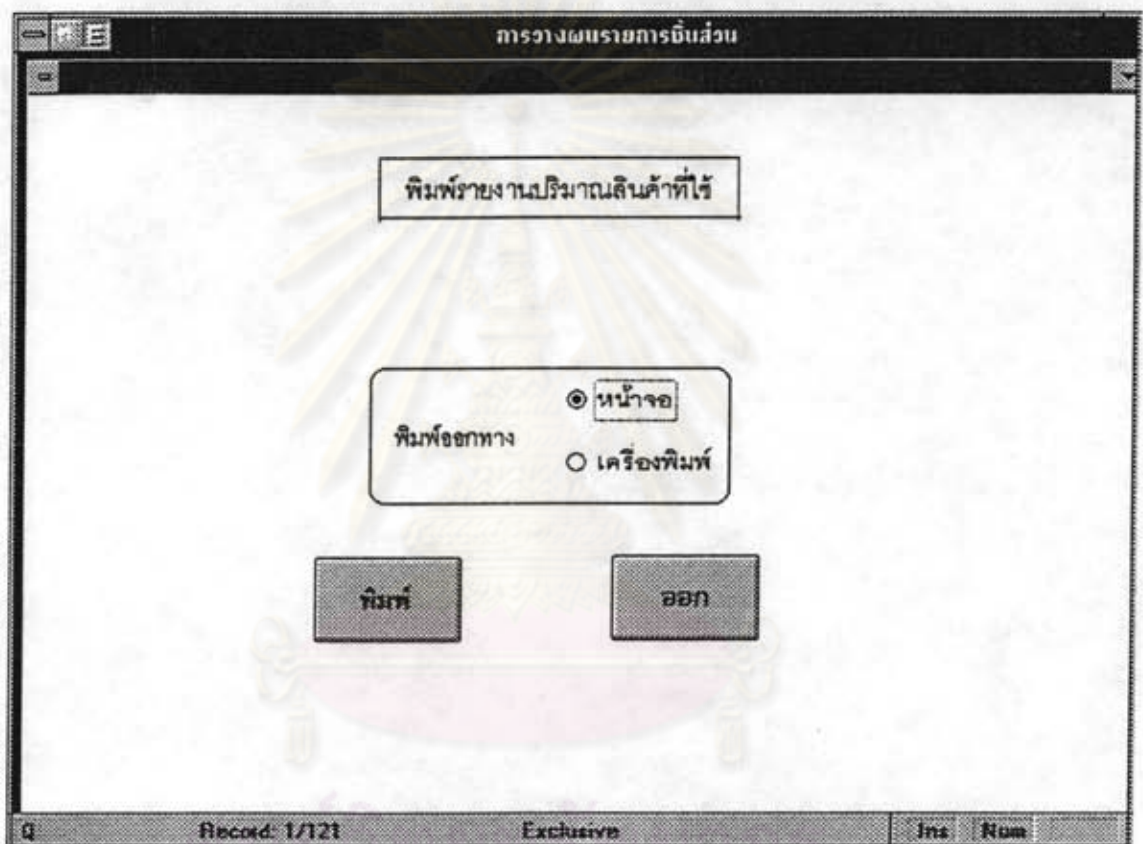 การวางแผนรายการชิ้นส่วน
พิมพ์รายงานปริมาณสินค้าที่ใช้
พิมพ์ออกทาง
หน้าจอ
เครื่องพิมพ์
พิมพ์
ออก
Q Record: 1/121 Exclusive Ins Num